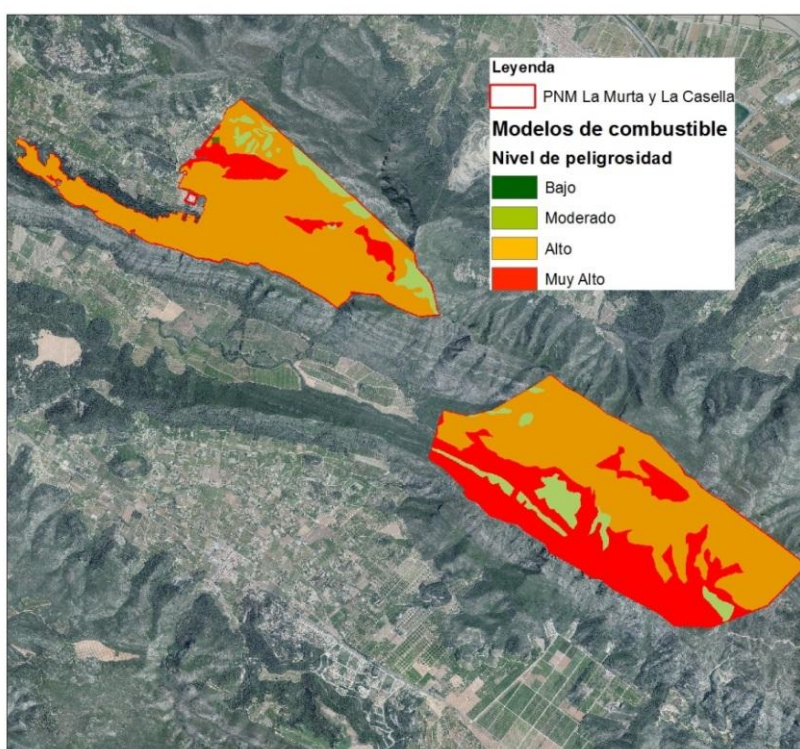 Leyenda
PNM La Murta y La Casella
Modelos de combustible
Nivel de peligrosidad
Bajo
Moderado
Alto
Muy Alto